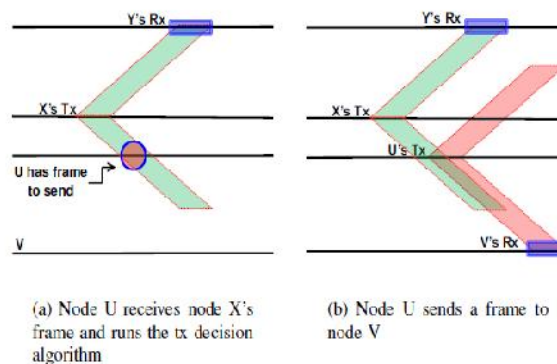 Y's Rx
X's Tx
U has frame
to send
V
(a) Node U receives node X's
frame and runs the tx decision
algorithm
Y's Rx
X's Tx
U's Tx
V's Rx
(b) Node U sends a frame to
node V